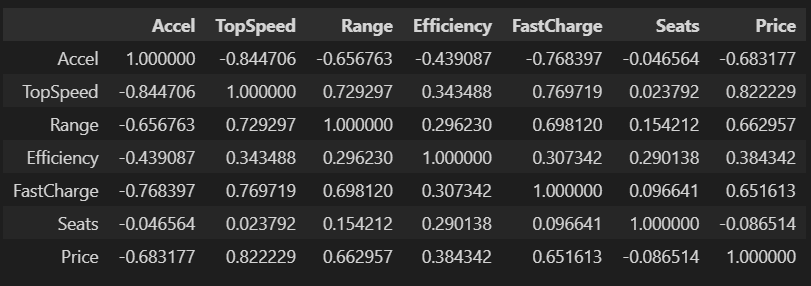 Accel TopSpeed Range Efficiency FastCharge Seats Price
Accel 1.000000 -0.844706 -0.656763 -0.439087 -0.768397 -0.046564 -0.683177
TopSpeed -0.844706 1.000000 0.729297 0.343488 0.769719 0.023792 0.822229
Range -0.656763 0.729297 1.000000 0.296230 0.698120 0.154212 0.662957
Efficiency -0.439087 0.343488 0.296230 1.000000 0.307342 0.290138 0.384342
FastCharge -0.768397 0.769719 0.698120 0.307342 1.000000 0.096641 0.651613
Seats -0.046564 0.023792 0.154212 0.290138 0.096641 1.000000 -0.086514
Price -0.683177 0.822229 0.662957 0.384342 0.651613 -0.086514 1.000000